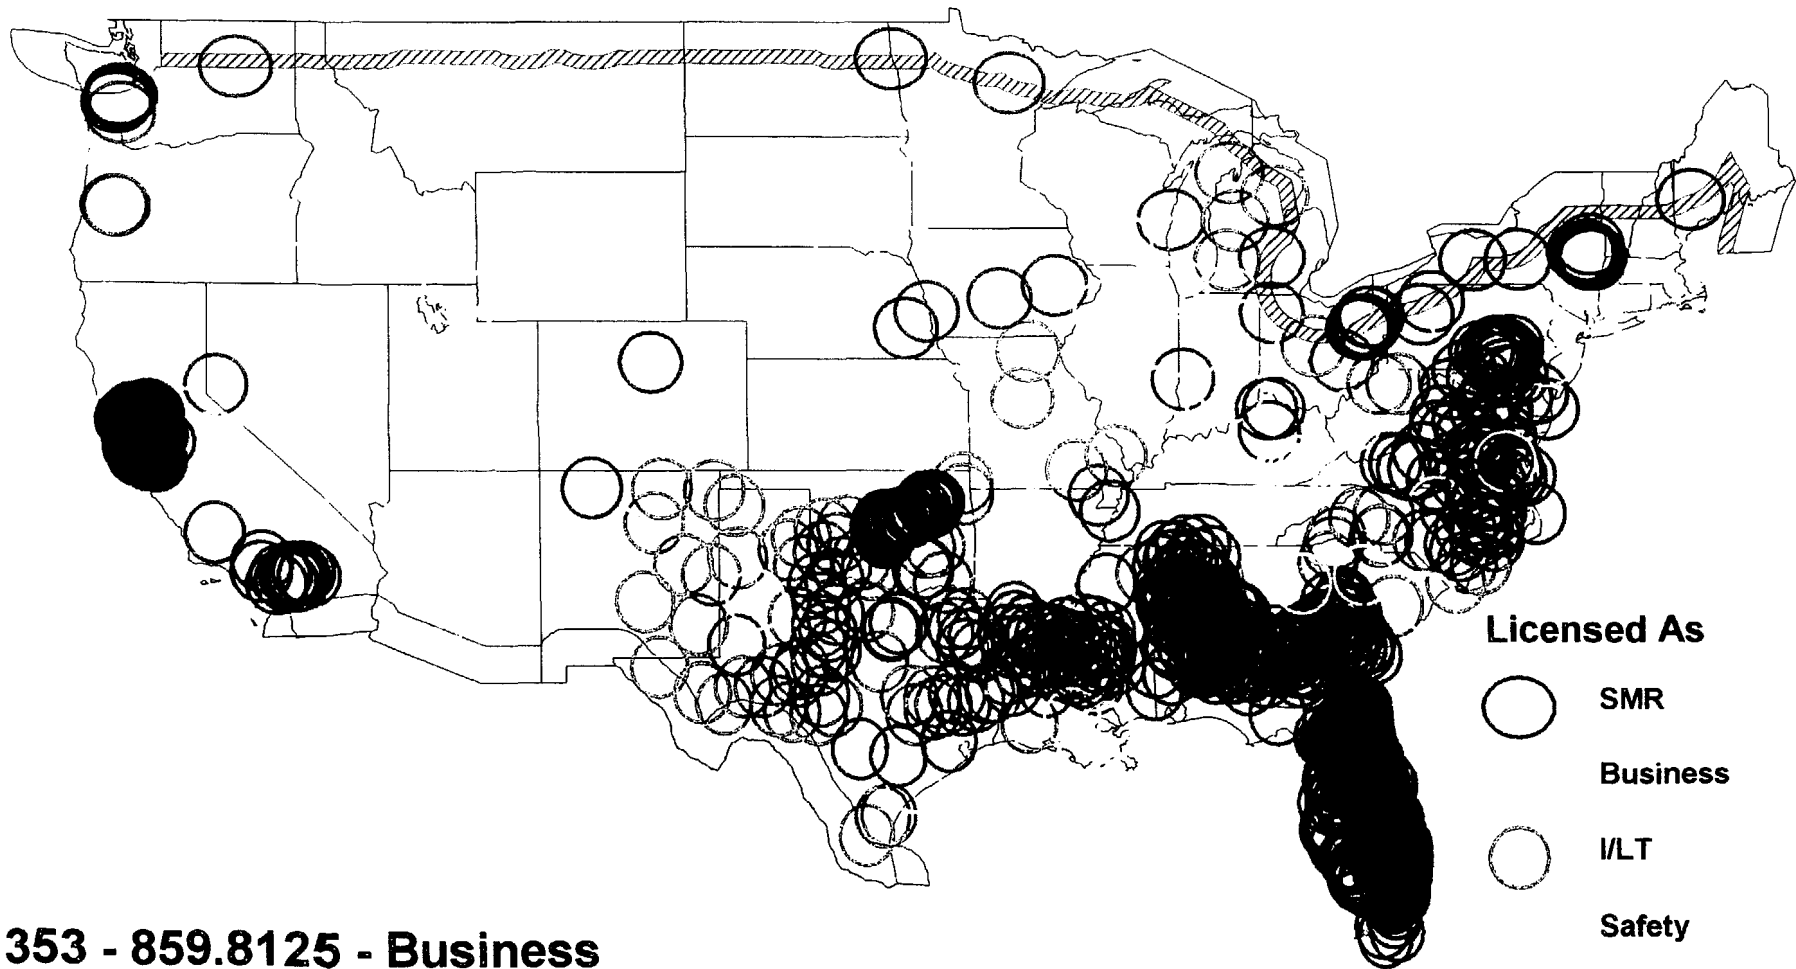 Licensed As
SMR
Business
I/LT
Safety
353 - 859.8125 - Business